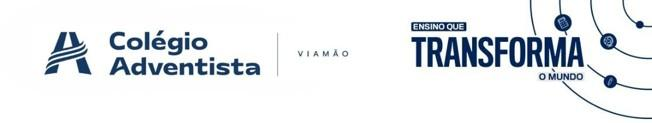 Colégio
Adventista
VIAMÃO
ENSINO QUE
TRANSFORMA
O MUNDO